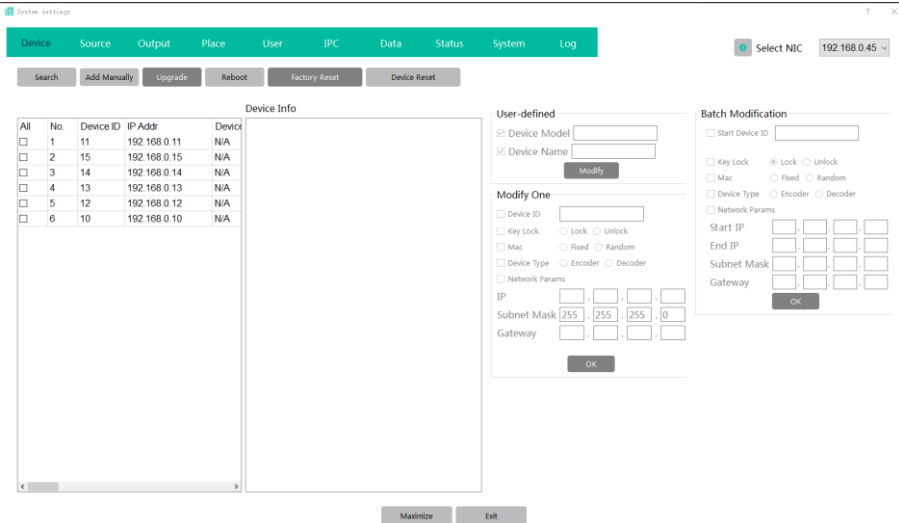 System settings
? ×
Device Source Output Place User IPC Data Status System Log
Select NIC 192.168.0.45
Search Add Manually Upgrade Reboot Factory Reset Device Reset
Device Info
All No. Device ID IP Addr Device
1 11 192.168.0.11 N/A
2 15 192.168.0.15 N/A
3 14 192.168.0.14 N/A
4 13 192.168.0.13 N/A
5 12 192.168.0.12 N/A
6 10 192.168.0.10 N/A
User-defined
Device Model
Device Name
Modify
Modify One
Device ID
Key Lock Lock Unlock
Mac Fixed Random
Device Type Encoder Decoder
Network Params
IP . . .
Subnet Mask 255 . 255 . 255 . 0
Gateway . . .
OK
Batch Modification
Start Device ID
Key Lock Lock Unlock
Mac Fixed Random
Device Type Encoder Decoder
Network Params
Start IP . . .
End IP . . .
Subnet Mask . . .
Gateway . . .
OK
Maximize Exit